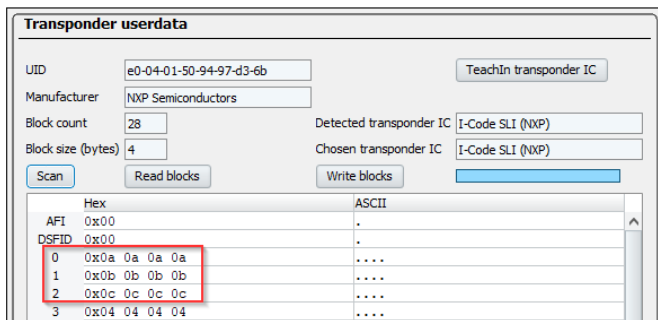 Transponder userdata
UID e0-04-01-50-94-97-d3-6b TeachIn transponder IC
Manufacturer NXP Semiconductors
Block count 28 Detected transponder IC I-Code SLI (NXP)
Block size (bytes) 4 Chosen transponder IC I-Code SLI (NXP)
Scan Read blocks Write blocks
Hex ASCII
AFI 0x00 .
DSFID 0x00 .
0 0x0a 0a 0a 0a ....
1 0x0b 0b 0b 0b ....
2 0x0c 0c 0c 0c ....
3 0x04 04 04 04 ....